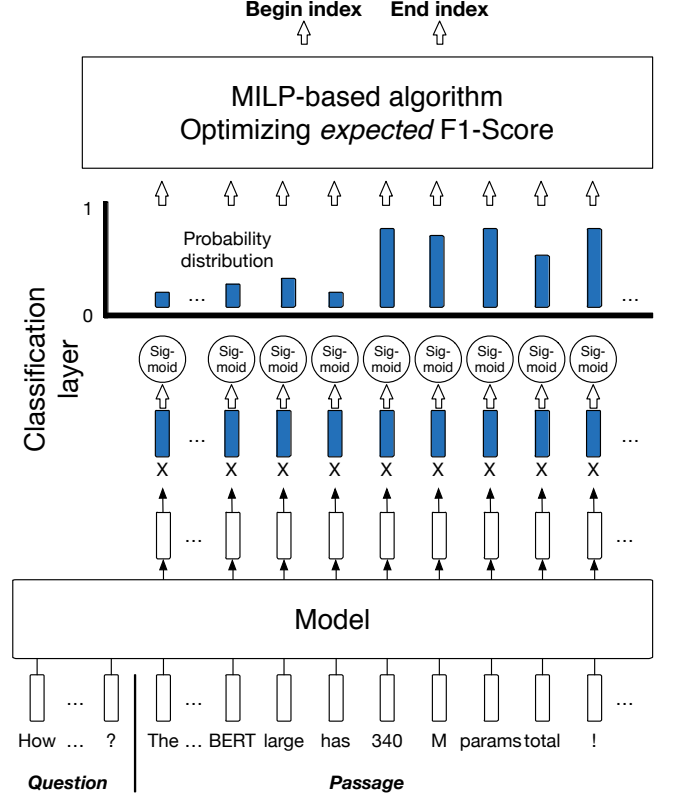 Begin index End index
MILP-based algorithm
Optimizing expected F1-Score
1
Probability
distribution
... ...
0
Classification
layer
Sig-
moid Sig-
moid Sig-
moid Sig-
moid Sig-
moid Sig-
moid Sig-
moid Sig-
moid Sig-
moid
... ...
X X X X X X X X X
... ...
Model
... ... ...
How ... ? The ... BERT large has 340 M params total !
Question Passage